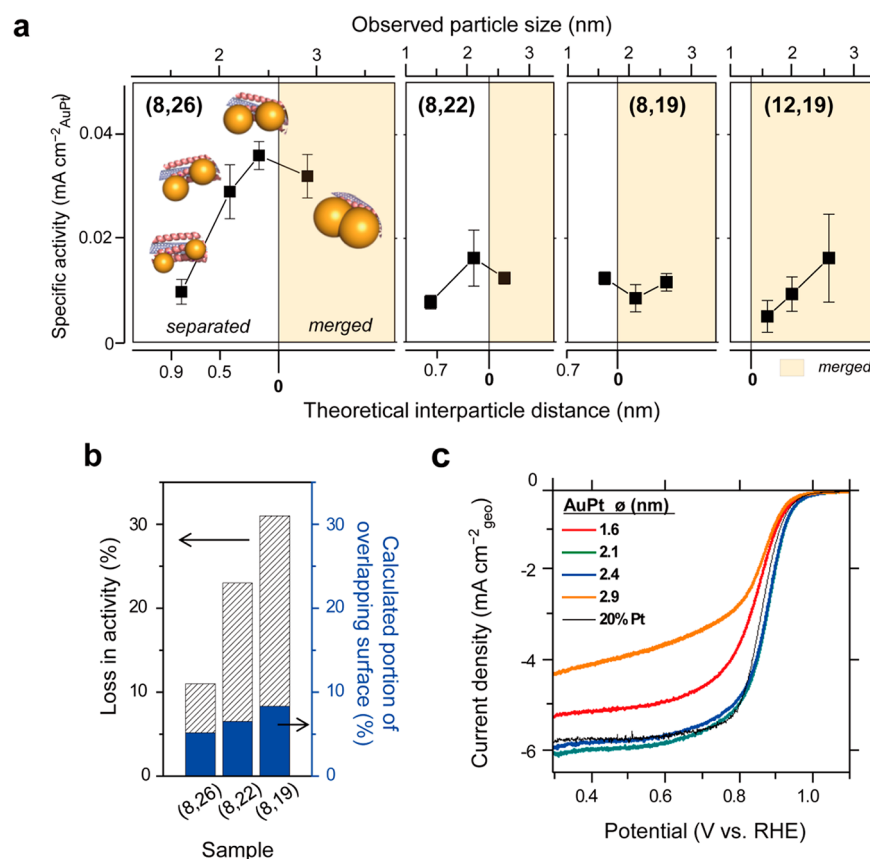 a
Observed particle size (nm)
2 3 1 2 3 1 2 3 1 2 3
(8,26) (8,22) (8,19) (12,19)
Specific activity (mA cm⁻²AuPt)
0.04
0.02
0
separated merged
0.9 0.5 0 0.7 0 0.7 0 0 merged
Theoretical interparticle distance (nm)
b
Loss in activity (%)
30
20
10
0
30
20
10
0
Calculated portion of
overlapping surface (%)
(8,26) (8,22) (8,19)
Sample
c
0
-2
-4
-6
Current density (mA cm⁻²geo)
AuPt ø (nm)
1.6
2.1
2.4
2.9
20% Pt
0.4 0.6 0.8 1.0
Potential (V vs. RHE)